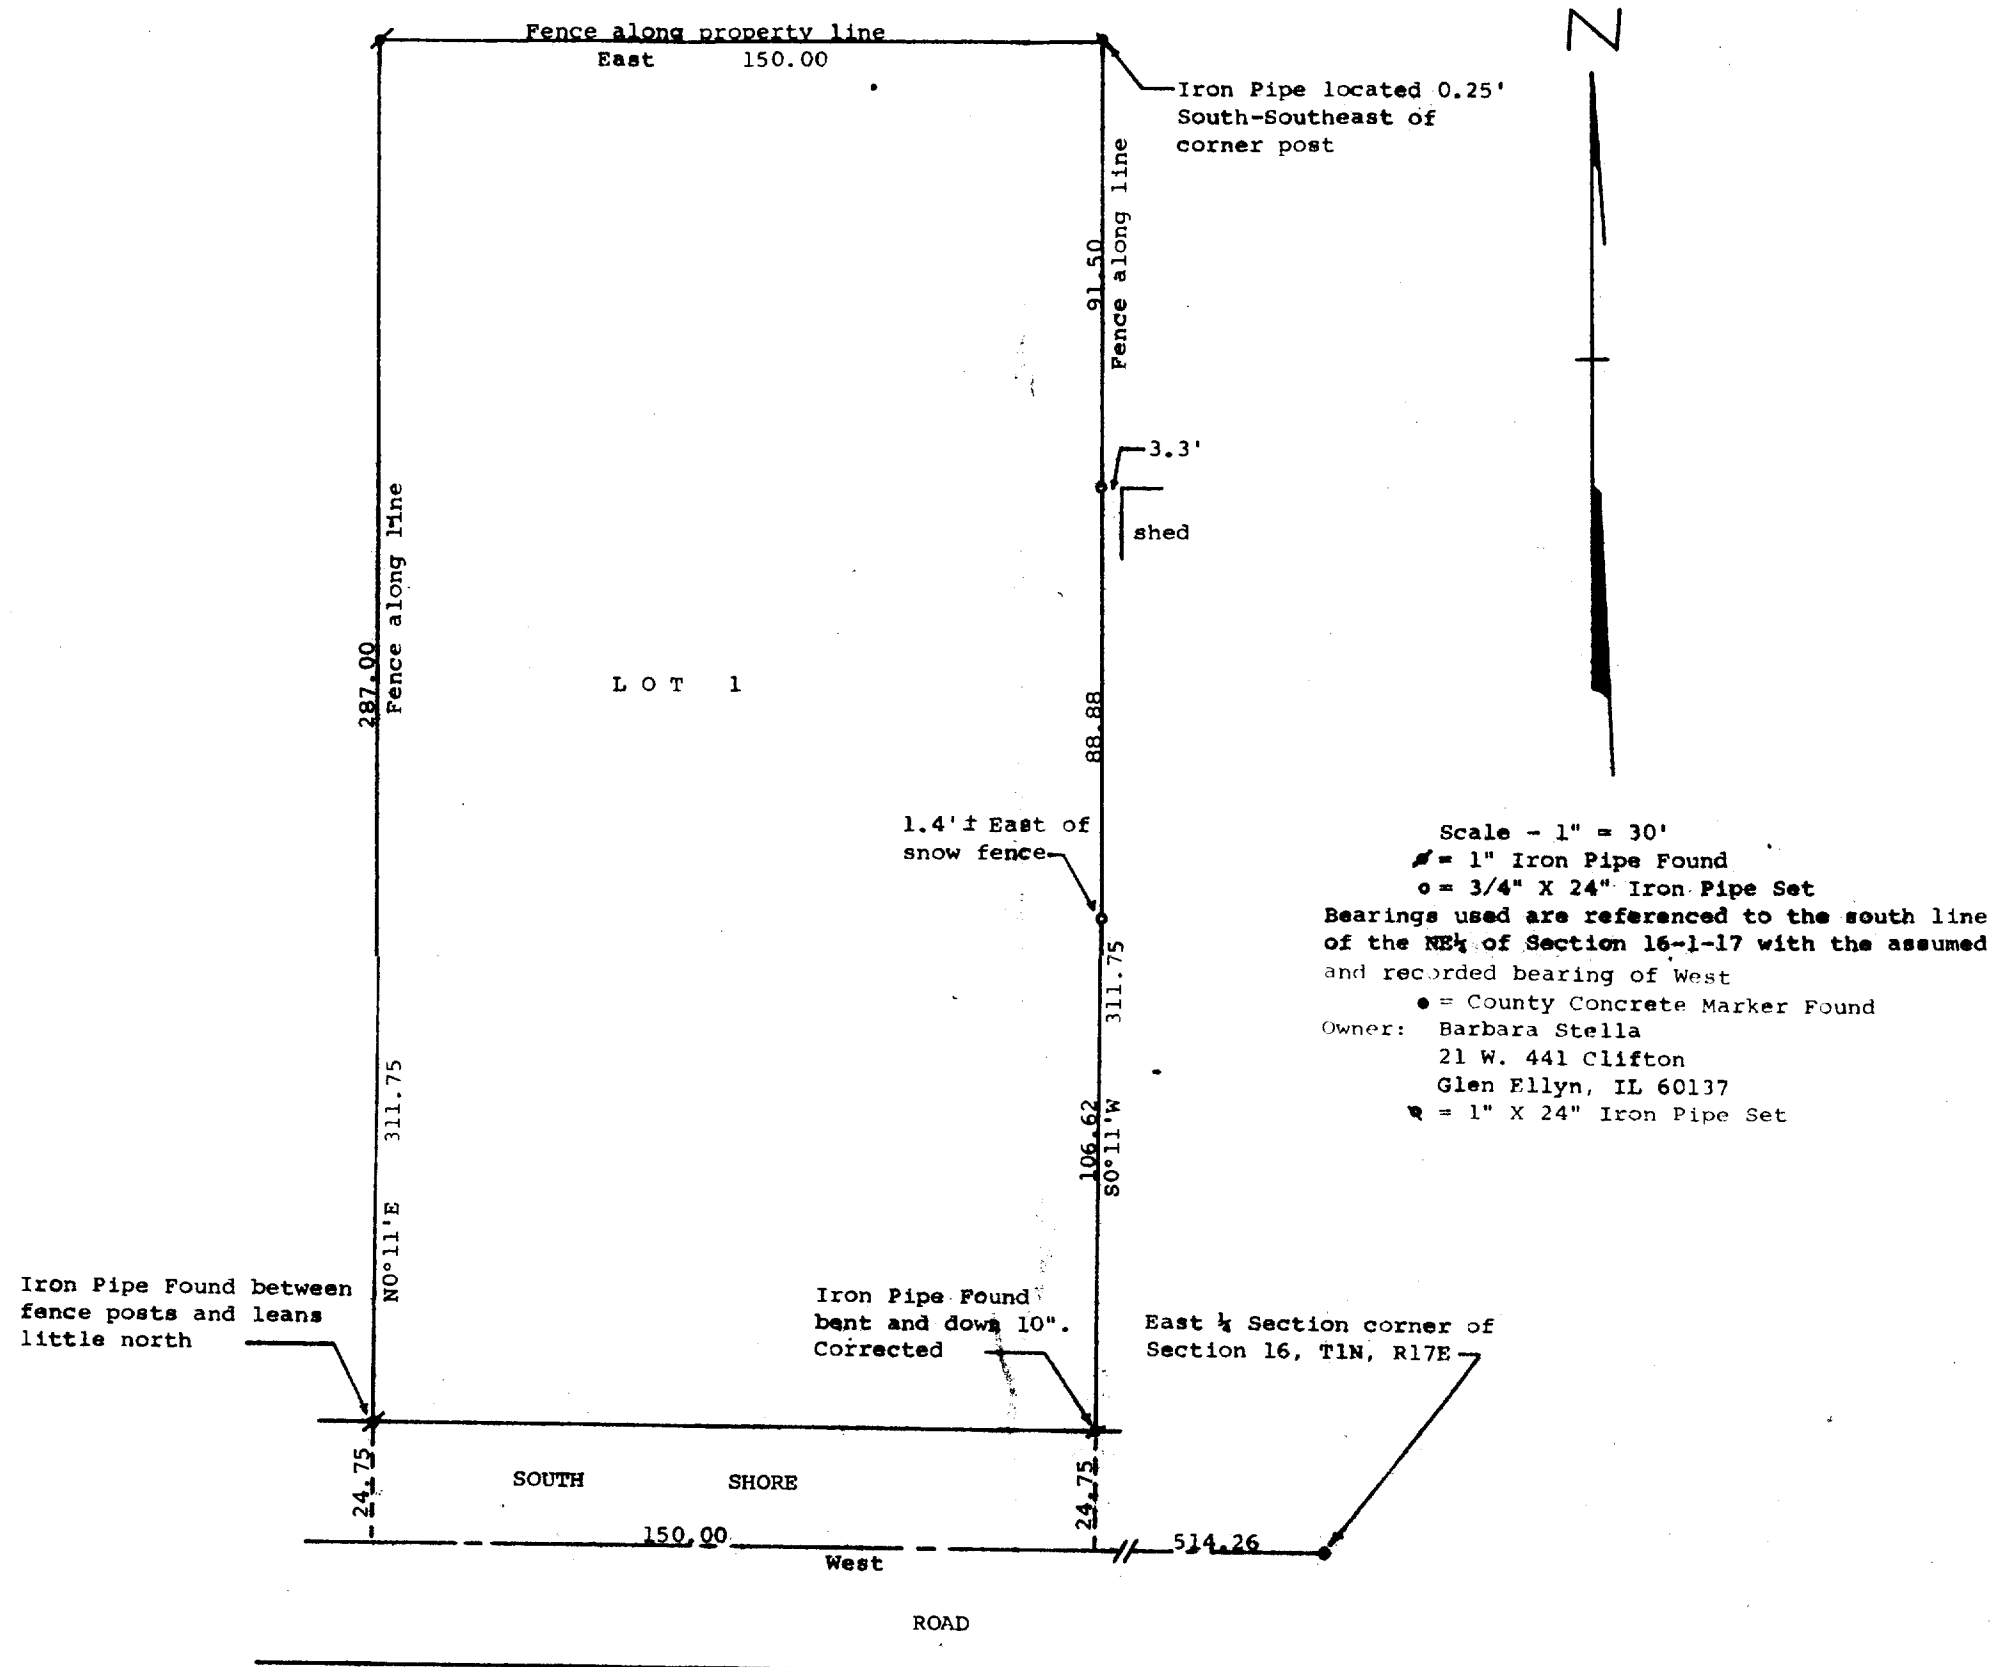 Fence along property line
East 150.00
N
Iron Pipe located 0.25'
South-Southeast of
corner post
91.50
Fence along line
3.3'
shed
287.00
Fence along line
LOT 1
88.88
1.4'± East of
snow fence
311.75
311.75
N0°11'E
106.62
S0°11'W
Scale - 1" = 30'
= 1" Iron Pipe Found
o = 3/4" X 24" Iron Pipe Set
Bearings used are referenced to the south line
of the NE¼ of Section 16-1-17 with the assumed
and recorded bearing of West
● = County Concrete Marker Found
Owner: Barbara Stella
21 W. 441 Clifton
Glen Ellyn, IL 60137
= 1" X 24" Iron Pipe Set
Iron Pipe Found between
fence posts and leans
little north
Iron Pipe Found
bent and down 10".
Corrected
East ¼ Section corner of
Section 16, T1N, R17E
24.75
SOUTH SHORE
24.75
150.00
West
514.26
ROAD